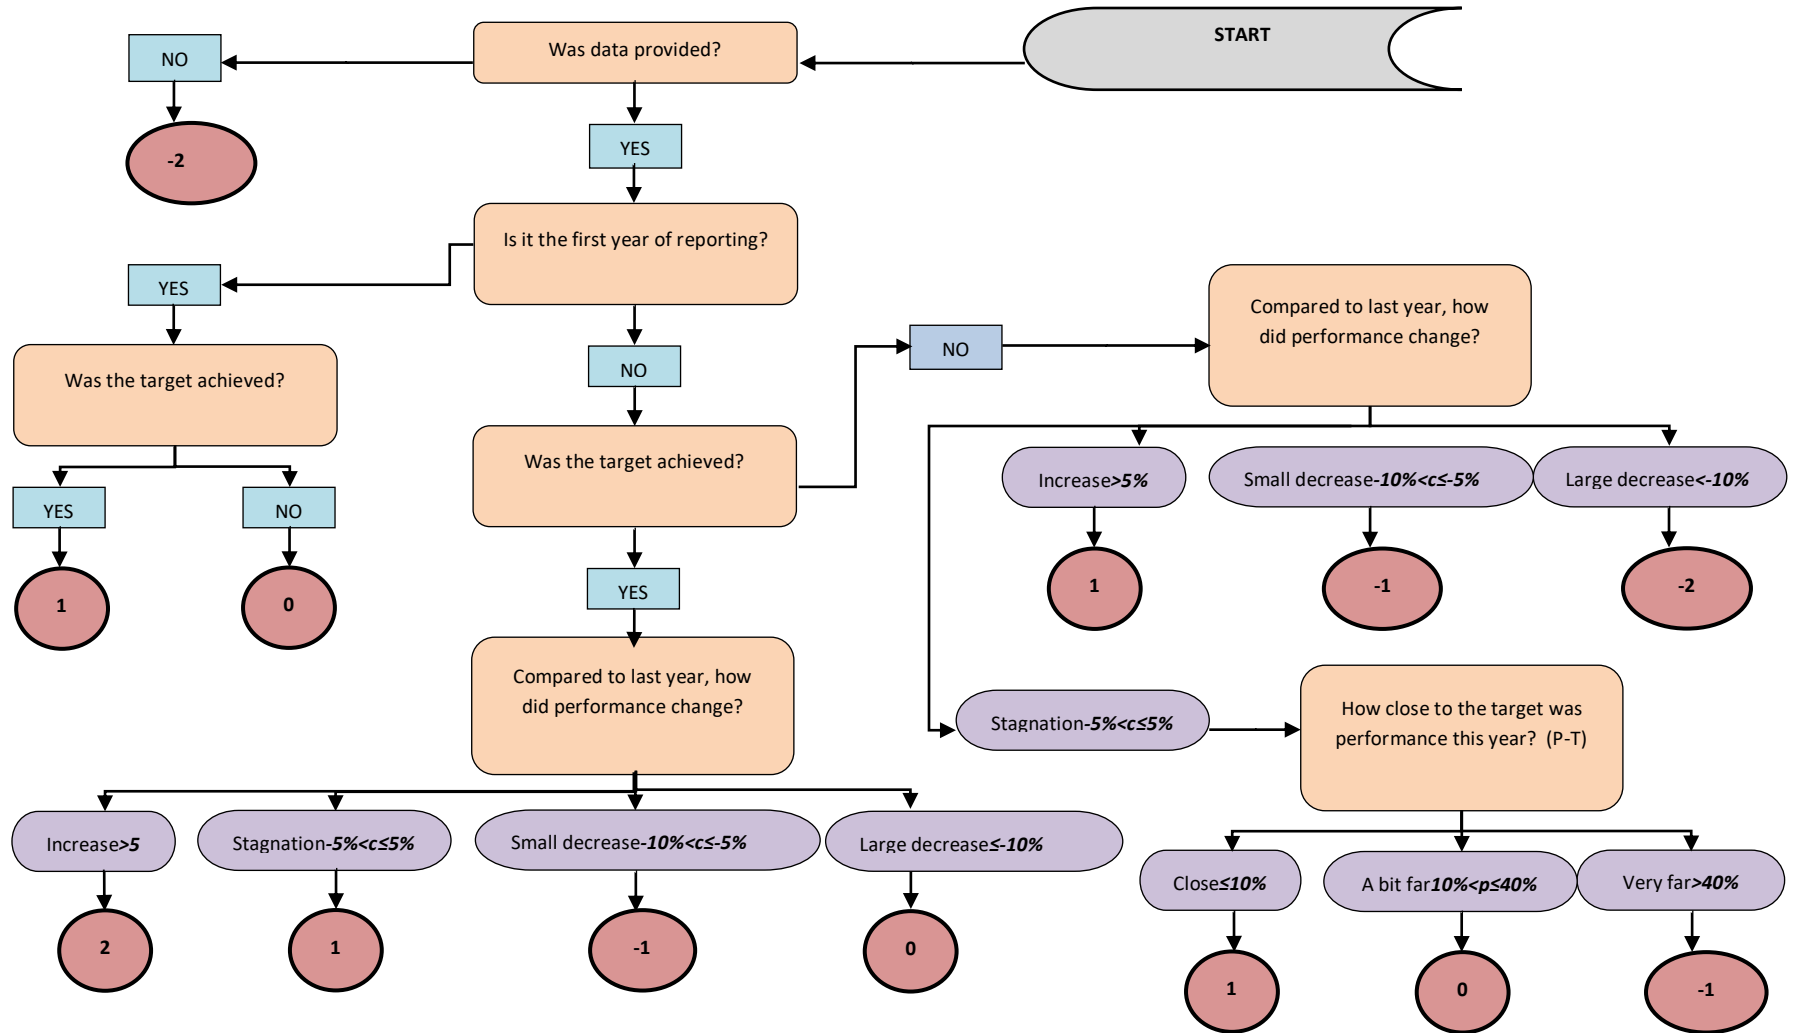 START
Was data provided?
NO
-2
YES
Is it the first year of reporting?
YES
Was the target achieved?
YES
NO
1
0
NO
Was the target achieved?
NO
Compared to last year, how
did performance change?
Increase>5%
Small decrease-10%<c≤-5%
Large decrease<-10%
1
-1
-2
YES
Compared to last year, how
did performance change?
Stagnation-5%<c≤5%
How close to the target was
performance this year?  (P-T)
Increase>5
Stagnation-5%<c≤5%
Small decrease-10%<c≤-5%
Large decrease≤-10%
2
1
-1
0
Close≤10%
A bit far10%<p≤40%
Very far>40%
1
0
-1